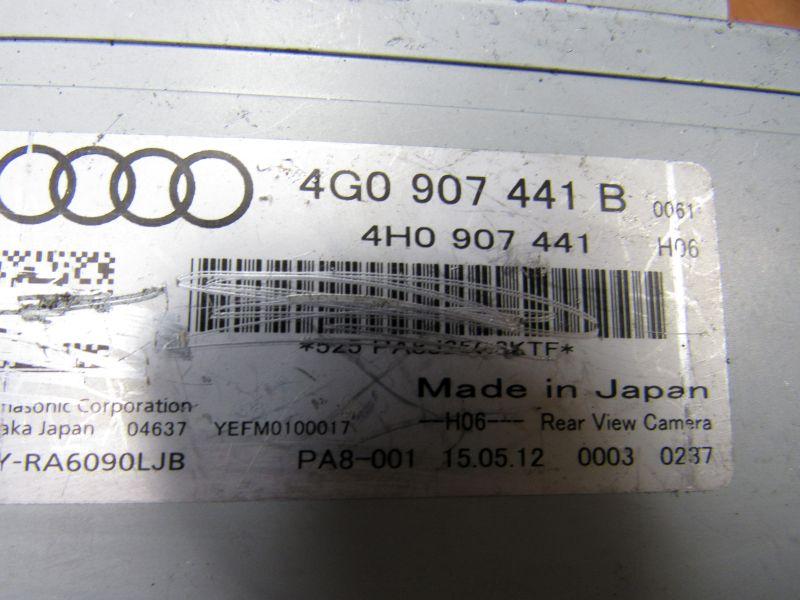 4G0 907 441 B 0061
4H0 907 441 H06
Made in Japan
nasonic Corporation
aka Japan 04637 YEFM0100017 ---H06--- Rear View Camera
Y-RA6090LJB PA8-001 15.05.12 0003 0237